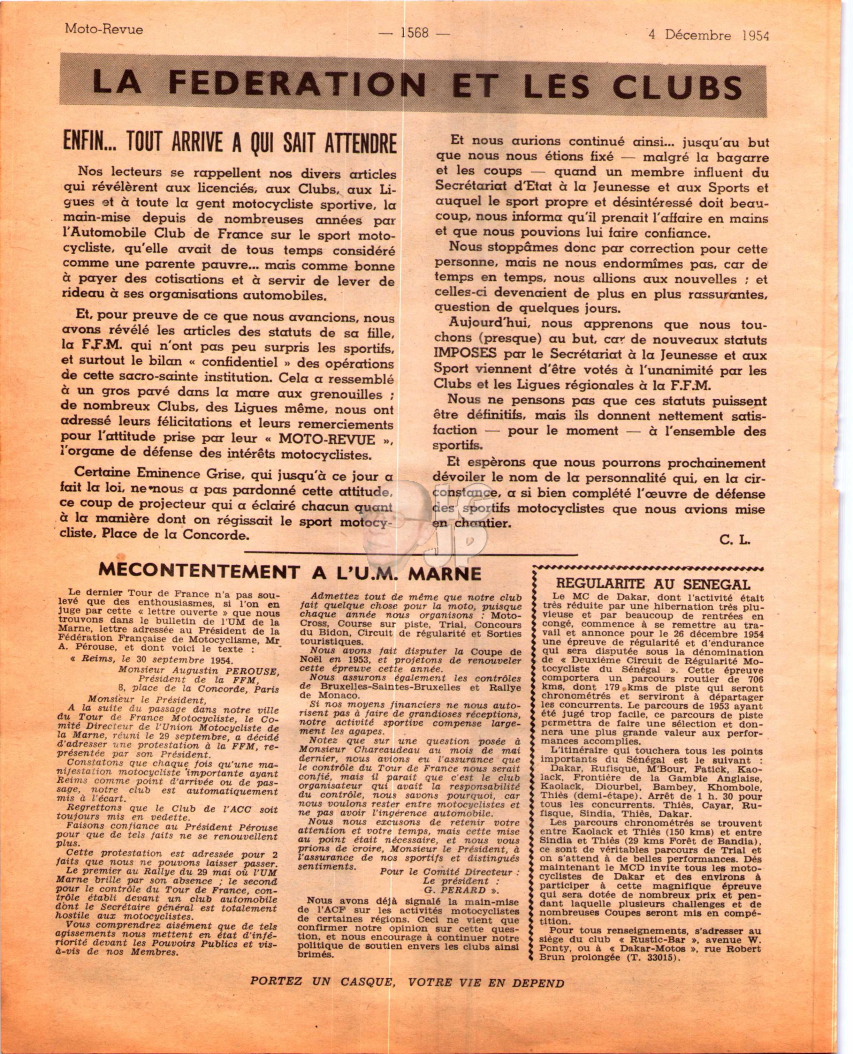 Moto-Revue
— 1568 —
4 Décembre 1954
LA FEDERATION ET LES CLUBS
ENFIN... TOUT ARRIVE A QUI SAIT ATTENDRE
Nos lecteurs se rappellent nos divers articles
qui révélèrent aux licenciés, aux Clubs, aux Li-
gues et à toute la gent motocycliste sportive, la
main-mise depuis de nombreuses années par
l'Automobile Club de France sur le sport moto-
cycliste, qu'elle avait de tous temps considéré
comme une parente pauvre... mais comme bonne
à payer des cotisations et à servir de lever de
rideau à ses organisations automobiles.
Et, pour preuve de ce que nous avancions, nous
avons révélé les articles des statuts de sa fille,
la F.F.M. qui n'ont pas peu surpris les sportifs,
et surtout le bilan « confidentiel » des opérations
de cette sacro-sainte institution. Cela a ressemblé
à un gros pavé dans la mare aux grenouilles ;
de nombreux Clubs, des Ligues même, nous ont
adressé leurs félicitations et leurs remerciements
pour l'attitude prise par leur « MOTO-REVUE »,
l'organe de défense des intérêts motocyclistes.
Certaine Eminence Grise, qui jusqu'à ce jour a
fait la loi, ne nous a pas pardonné cette attitude,
ce coup de projecteur qui a éclairé chacun quant
à la manière dont on régissait le sport motocy-
cliste, Place de la Concorde.
Et nous aurions continué ainsi... jusqu'au but
que nous nous étions fixé — malgré la bagarre
et les coups — quand un membre influent du
Secrétariat d'Etat à la Jeunesse et aux Sports et
auquel le sport propre et désintéressé doit beau-
coup, nous informa qu'il prenait l'affaire en mains
et que nous pouvions lui faire confiance.
Nous stoppâmes donc par correction pour cette
personne, mais ne nous endormîmes pas, car de
temps en temps, nous allions aux nouvelles ; et
celles-ci devenaient de plus en plus rassurantes,
question de quelques jours.
Aujourd'hui, nous apprenons que nous tou-
chons (presque) au but, car de nouveaux statuts
IMPOSES par le Secrétariat à la Jeunesse et aux
Sport viennent d'être votés à l'unanimité par les
Clubs et les Ligues régionales à la F.F.M.
Nous ne pensons pas que ces statuts puissent
être définitifs, mais ils donnent nettement satis-
faction — pour le moment — à l'ensemble des
sportifs.
Et espèrons que nous pourrons prochainement
dévoiler le nom de la personnalité qui, en la cir-
constance, a si bien complété l'œuvre de défense
des sportifs motocyclistes que nous avions mise
en chantier.
C. L.
MECONTENTEMENT A L'U.M. MARNE
Le dernier Tour de France n'a pas sou-
levé que des enthousiasmes, si l'on en
juge par cette « lettre ouverte » que nous
trouvons dans le bulletin de l'UM de la
Marne, lettre adressée au Président de la
Fédération Française de Motocyclisme, Mr
A. Pérouse, et dont voici le texte :
« Reims, le 30 septembre 1954.
Monsieur Augustin PEROUSE,
Président de la FFM,
8, place de la Concorde, Paris
Monsieur le Président,
A la suite du passage dans notre ville
du Tour de France Motocycliste, le Co-
mité Directeur de l'Union Motocycliste de
la Marne, réuni le 29 septembre, a décidé
d'adresser une protestation à la FFM, re-
présentée par son Président.
Constatons que chaque fois qu'une ma-
nifestation motocycliste importante ayant
Reims comme point d'arrivée ou de pas-
sage, notre club est automatiquement
mis à l'écart.
Regrettons que le Club de l'ACC soit
toujours mis en vedette.
Faisons confiance au Président Pérouse
pour que de tels faits ne se renouvellent
plus.
Cette protestation est adressée pour 2
faits que nous ne pouvons laisser passer.
Le premier au Rallye du 29 mai où l'UM
Marne brille par son absence ; le second
pour le contrôle du Tour de France, con-
trôle établi devant un club automobile
dont le Secrétaire général est totalement
hostile aux motocyclistes.
Vous comprendrez aisément que de tels
agissements nous mettent en état d'infé-
riorité devant les Pouvoirs Publics et vis-
à-vis de nos Membres.
Admettez tout de même que notre club
fait quelque chose pour la moto, puisque
chaque année nous organisons : Moto-
Cross, Course sur piste, Trial, Concours
du Bidon, Circuit de régularité et Sorties
touristiques.
Nous avons fait disputer la Coupe de
Noël en 1953, et projetons de renouveler
cette épreuve cette année.
Nous assurons également les contrôles
de Bruxelles-Saintes-Bruxelles et Rallye
de Monaco.
Si nos moyens financiers ne nous auto-
risent pas à faire de grandioses réceptions,
notre activité sportive compense large-
ment les agapes.
Notez que sur une question posée à
Monsieur Charcaudeau au mois de mai
dernier, nous avions eu l'assurance que
le contrôle du Tour de France nous serait
confié, mais il parait que c'est le club
organisateur qui avait la responsabilité
du contrôle, nous savons pourquoi, car
nous voulons rester entre motocyclistes et
ne pas avoir l'ingérence automobile.
Nous nous excusons de retenir votre
attention et votre temps, mais cette mise
au point était nécessaire, et nous vous
prions de croire, Monsieur le Président, à
l'assurance de nos sportifs et distingués
sentiments.
Pour le Comité Directeur :
Le président :
G. PERARD ».
Nous avons déjà signalé la main-mise
de l'ACF sur les activités motocyclistes
de certaines régions. Ceci ne vient que
confirmer notre opinion sur cette ques-
tion, et nous encourage à continuer notre
politique de soutien envers les clubs ainsi
brimés.
REGULARITE AU SENEGAL
Le MC de Dakar, dont l'activité était
très réduite par une hibernation très plu-
vieuse et par beaucoup de rentrées en
congé, commence à se remettre au tra-
vail et annonce pour le 26 décembre 1954
une épreuve de régularité et d'endurance
qui sera disputée sous la dénomination
de « Deuxième Circuit de Régularité Mo-
tocycliste du Sénégal ». Cette épreuve
comportera un parcours routier de 706
kms, dont 179 kms de piste qui seront
chronométrés et serviront à départager
les concurrents. Le parcours de 1953 ayant
été jugé trop facile, ce parcours de piste
permettra de faire une sélection et don-
nera une plus grande valeur aux perfor-
mances accomplies.
L'itinéraire qui touchera tous les points
importants du Sénégal est le suivant :
Dakar, Rufisque, M'Bour, Fatick, Kao-
lack, Frontière de la Gambie Anglaise,
Kaolack, Diourbel, Bambey, Khombole,
Thiés (demi-étape). Arrêt de 1 h. 30 pour
tous les concurrents. Thiés, Cayar, Ru-
fisque, Sindia, Thiés, Dakar.
Les parcours chronométrés se trouvent
entre Kaolack et Thiés (150 kms) et entre
Sindia et Thiés (29 kms Forêt de Bandia),
ce sont de véritables parcours de Trial et
on s'attend à de belles performances. Dés
maintenant le MCD invite tous les moto-
cyclistes de Dakar et des environs à
participer à cette magnifique épreuve
qui sera dotée de nombreux prix et pen-
dant laquelle plusieurs challenges et de
nombreuses Coupes seront mis en compé-
tition.
Pour tous renseignements, s'adresser au
siége du club « Rustic-Bar », avenue W.
Ponty, ou à « Dakar-Motos », rue Robert
Brun prolongée (T. 33015).
PORTEZ UN CASQUE, VOTRE VIE EN DEPEND